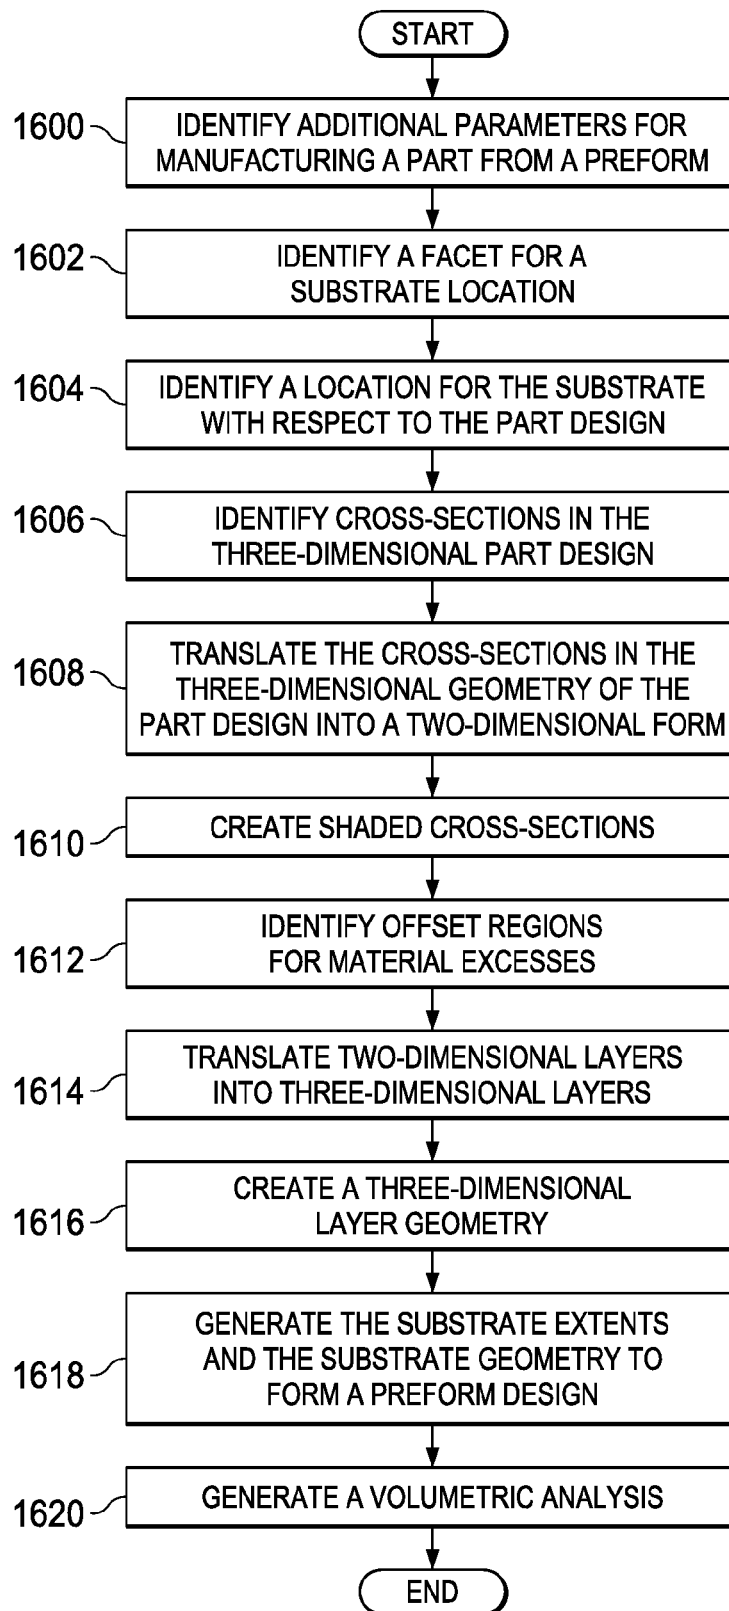 START
1600
IDENTIFY ADDITIONAL PARAMETERS FOR
MANUFACTURING A PART FROM A PREFORM
1602
IDENTIFY A FACET FOR A
SUBSTRATE LOCATION
1604
IDENTIFY A LOCATION FOR THE SUBSTRATE
WITH RESPECT TO THE PART DESIGN
1606
IDENTIFY CROSS-SECTIONS IN THE
THREE-DIMENSIONAL PART DESIGN
1608
TRANSLATE THE CROSS-SECTIONS IN THE
THREE-DIMENSIONAL GEOMETRY OF THE
PART DESIGN INTO A TWO-DIMENSIONAL FORM
1610
CREATE SHADED CROSS-SECTIONS
1612
IDENTIFY OFFSET REGIONS
FOR MATERIAL EXCESSES
1614
TRANSLATE TWO-DIMENSIONAL LAYERS
INTO THREE-DIMENSIONAL LAYERS
1616
CREATE A THREE-DIMENSIONAL
LAYER GEOMETRY
1618
GENERATE THE SUBSTRATE EXTENTS
AND THE SUBSTRATE GEOMETRY TO
FORM A PREFORM DESIGN
1620
GENERATE A VOLUMETRIC ANALYSIS
END